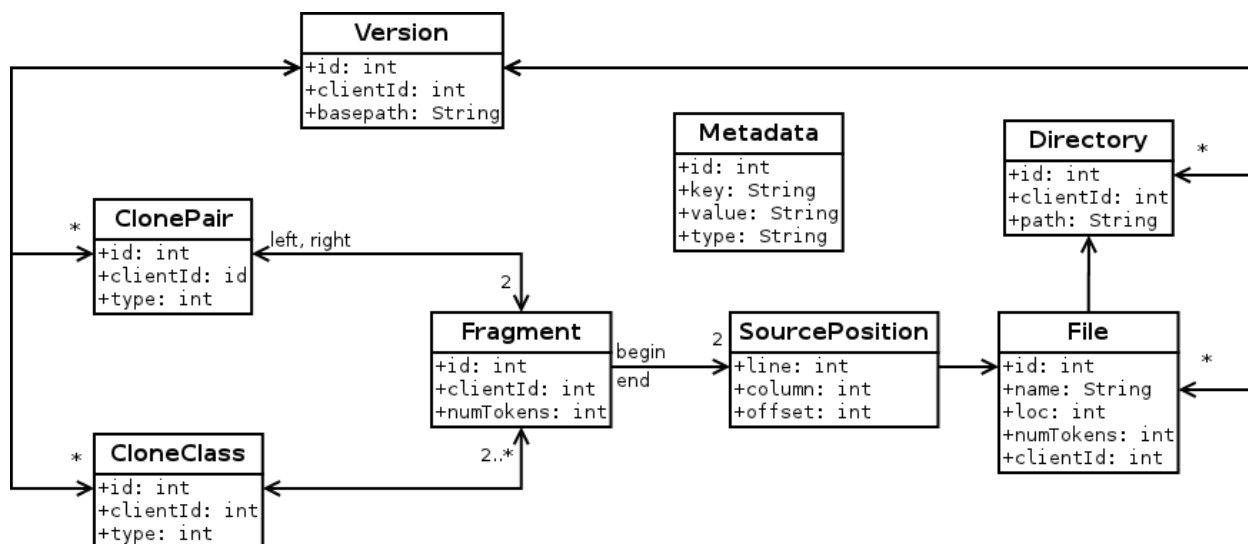 Version
+id: int
+clientId: int
+basepath: String
Metadata
+id: int
+key: String
+value: String
+type: String
Directory
+id: int
+clientId: int
+path: String
*
ClonePair
+id: int
+clientId: id
+type: int
*
left, right
2
Fragment
+id: int
+clientId: int
+numTokens: int
begin
end
2
SourcePosition
+line: int
+column: int
+offset: int
File
+id: int
+name: String
+loc: int
+numTokens: int
+clientId: int
*
2..*
CloneClass
+id: int
+clientId: int
+type: int
*